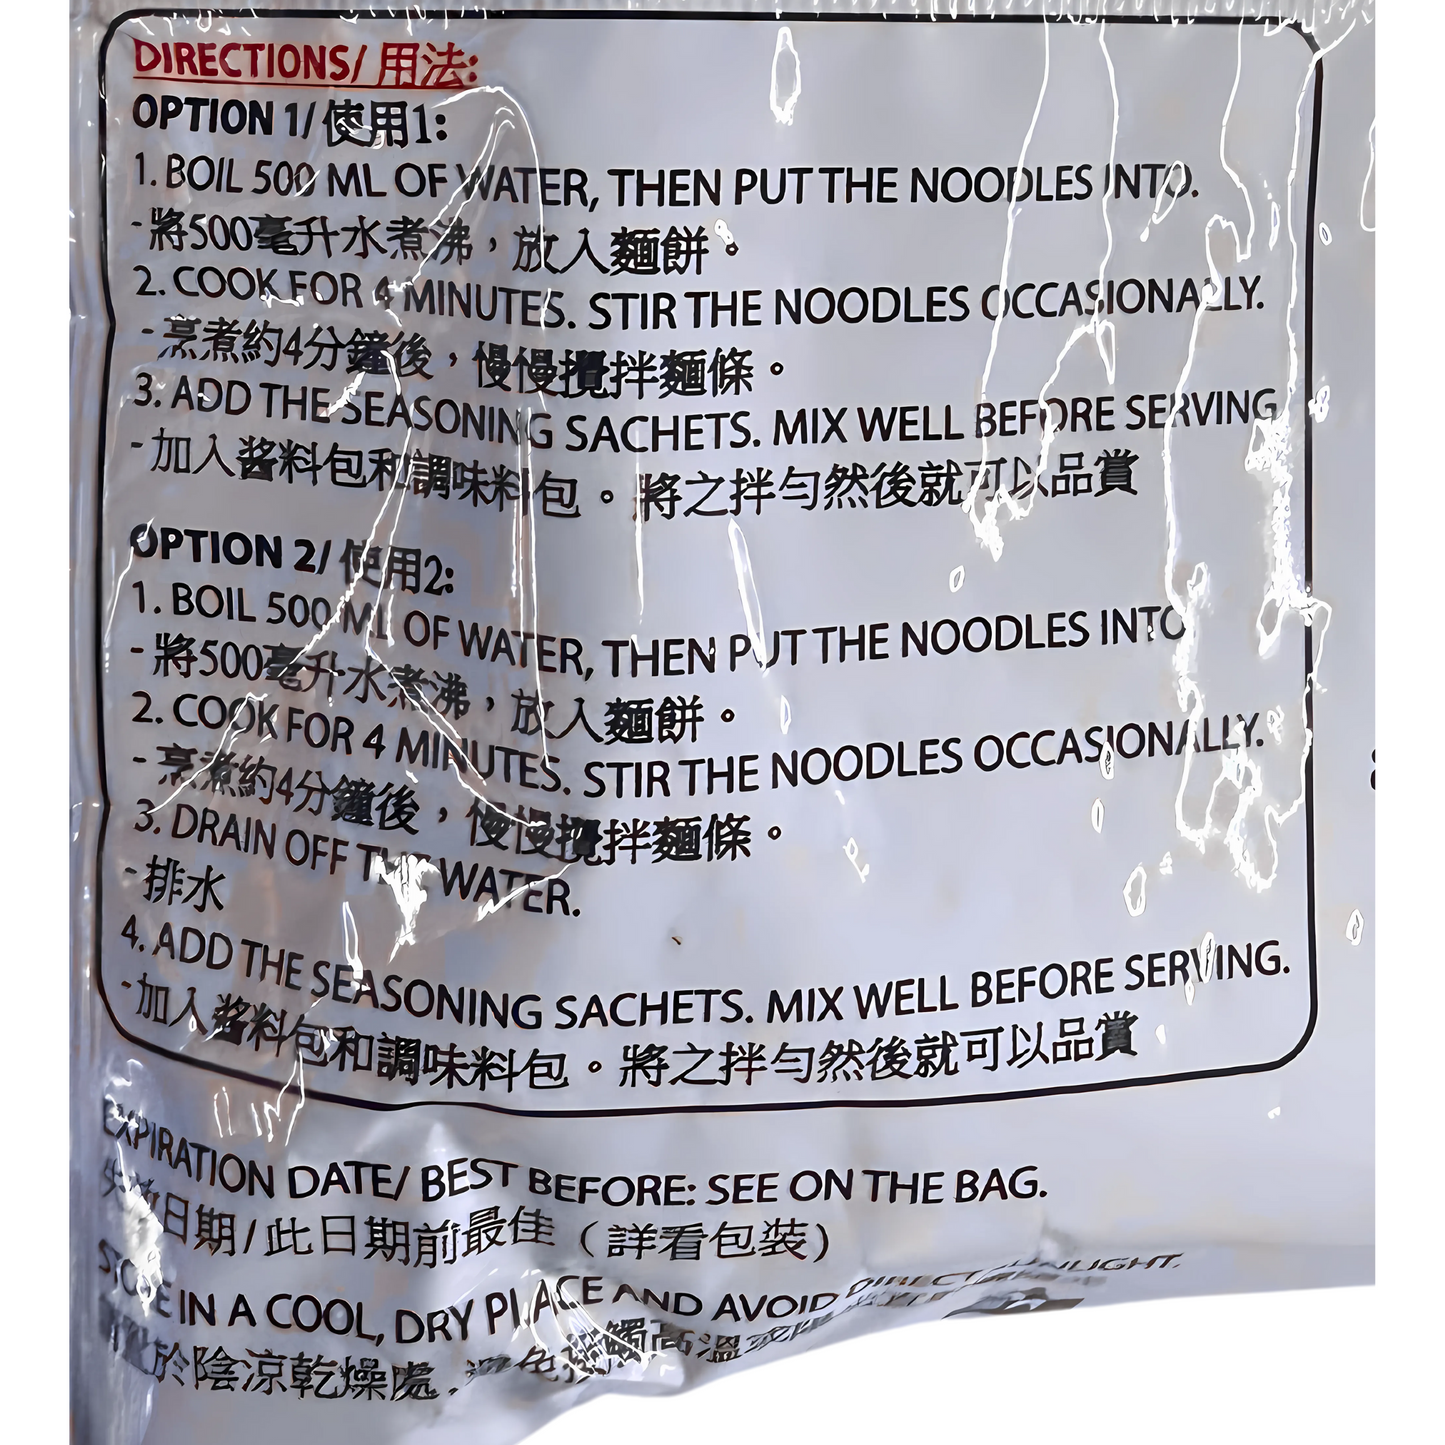 DIRECTIONS/ 用法:
OPTION 1/ 使用1:
1. BOIL 500 ML OF WATER, THEN PUT THE NOODLES INTO.
- 將500毫升水煮沸，放入麵餅。
2. COOK FOR 4 MINUTES. STIR THE NOODLES OCCASIONALLY.
- 烹煮約4分鐘後，慢慢攪拌麵條。
3. ADD THE SEASONING SACHETS. MIX WELL BEFORE SERVING
- 加入醬料包和調味料包。將之拌勻然後就可以品嘗
OPTION 2/ 使用2:
1. BOIL 500 ML OF WATER, THEN PUT THE NOODLES INTO
- 將500毫升水煮沸，放入麵餅。
2. COOK FOR 4 MINUTES. STIR THE NOODLES OCCASIONALLY.
- 烹煮約4分鐘後，慢慢攪拌麵條。
3. DRAIN OFF THE WATER.
- 排水
4. ADD THE SEASONING SACHETS. MIX WELL BEFORE SERVING.
- 加入醬料包和調味料包。將之拌勻然後就可以品嘗
EXPIRATION DATE/ BEST BEFORE: SEE ON THE BAG.
日期/此日期前最佳（詳看包裝）
STORE IN A COOL, DRY PLACE AND AVOID DIRECT SUNLIGHT.
於陰涼乾燥處